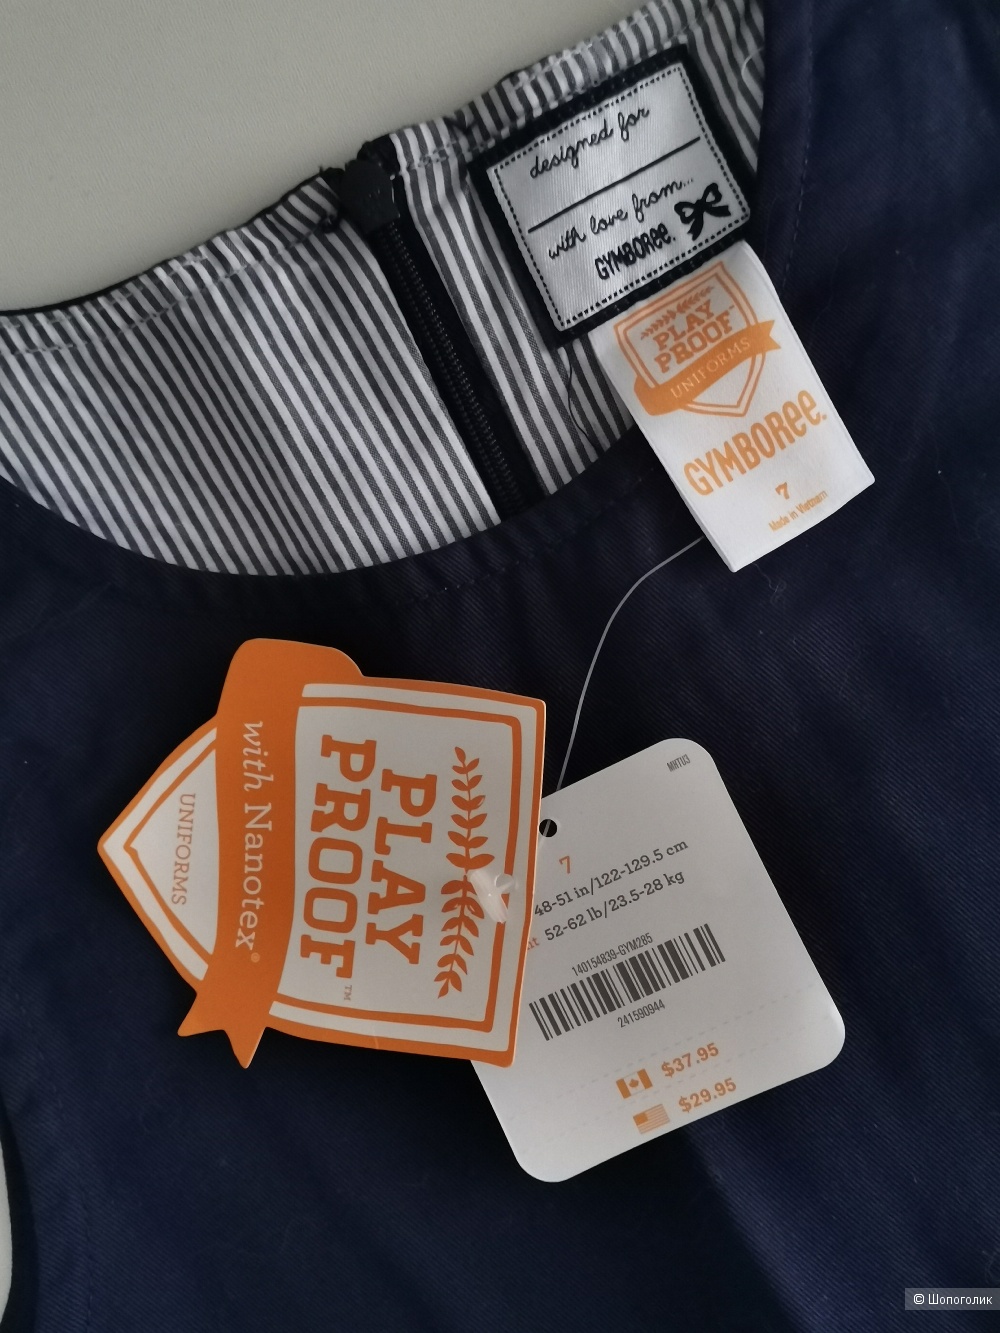 designed for
with love from...
GYMBOREE.
PLAY
PROOF
UNIFORMS
GYMBOREE.
7
Made in Vietnam
PLAY
PROOF™
with Nanotex®
UNIFORMS
MHTU3
7
48-51 in/122-129.5 cm
52-62 lb/23.5-28 kg
140154839-GYM285
241590944
$37.95
$29.95
© Шопоголик